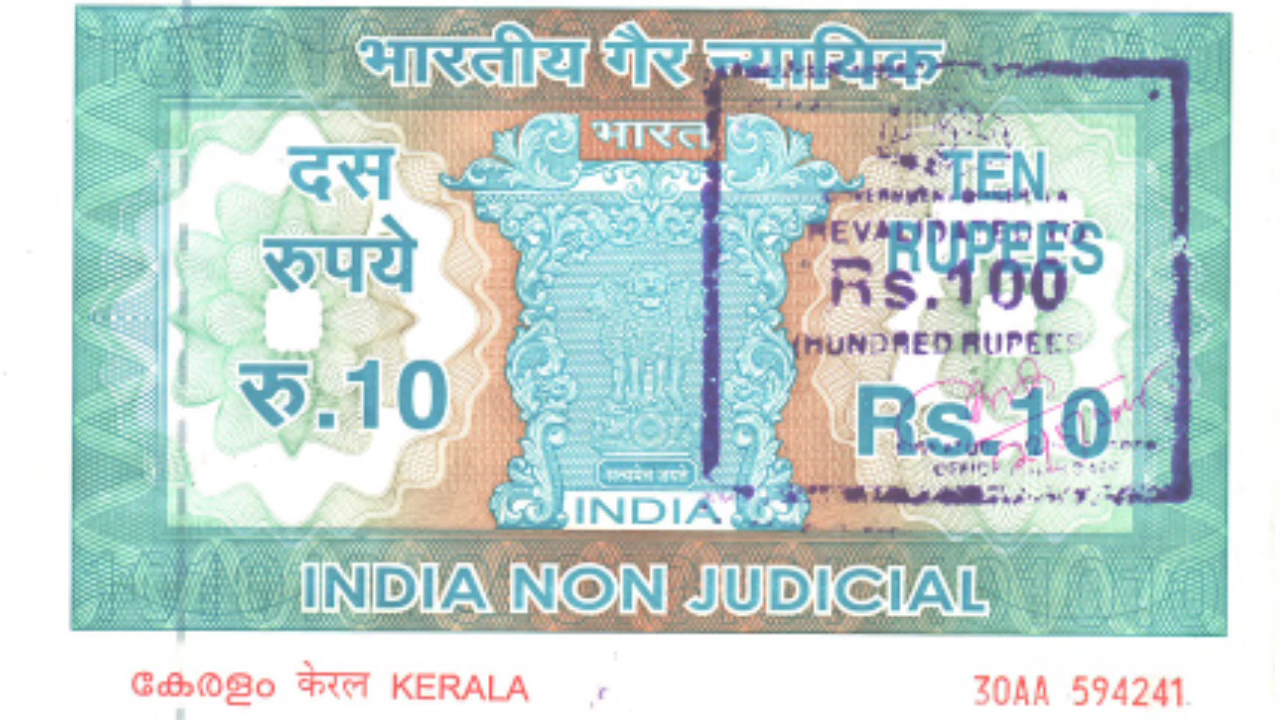 भारतीय गैर न्यायिक
भारत
दस
रुपये
रु.10
TEN
RUPEES
Rs.10
REVALIDATED TO
Rs.100
(HUNDRED RUPEES
सत्यमेव जयते
INDIA
INDIA NON JUDICIAL
കേരളം केरल KERALA
30AA 594241